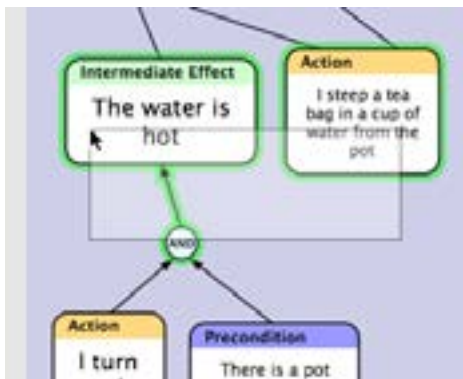 Intermediate Effect
The water is
hot
Action
I steep a tea
bag in a cup of
water from the
pot
AND
Action
I turn
Precondition
There is a pot